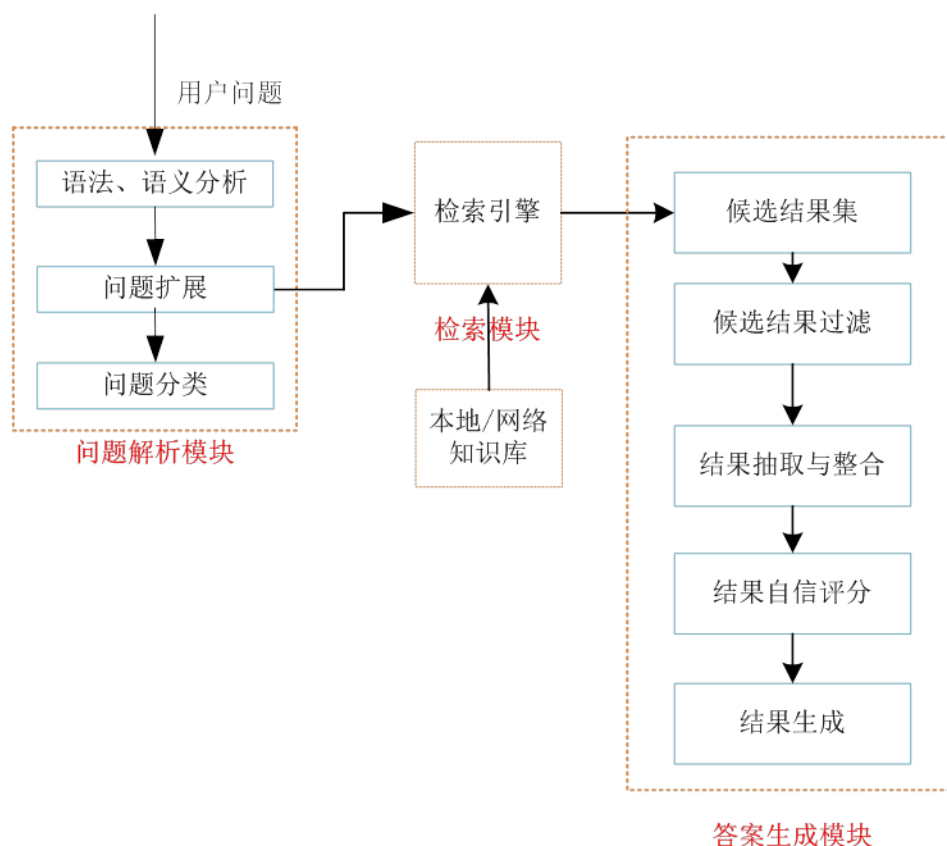 用户问题
语法、语义分析
问题扩展
问题分类
问题解析模块
检索引擎
检索模块
本地/网络
知识库
候选结果集
候选结果过滤
结果抽取与整合
结果自信评分
结果生成
答案生成模块